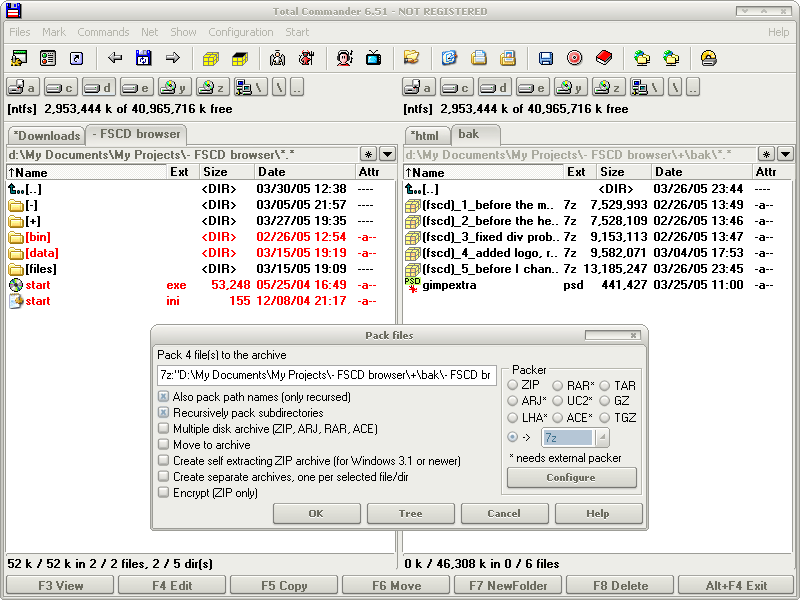 Total Commander 6.51 - NOT REGISTERED
Files Mark Commands Net Show Configuration Start Help
a c d e y z \ \ ..
a c d e y z \ \ ..
[ntfs] 2,953,444 k of 40,965,716 k free
[ntfs] 2,953,444 k of 40,965,716 k free
*Downloads - FSCD browser
*html bak
d:\My Documents\My Projects\- FSCD browser\*.* *
d:\My Documents\My Projects\- FSCD browser\+\bak\*.* *
↑Name Ext Size Date Attr
[..] <DIR> 03/30/05 12:38 ----
[-] <DIR> 03/05/05 21:57 ----
[+] <DIR> 03/27/05 19:35 ----
[bin] <DIR> 02/26/05 12:54 -a--
[data] <DIR> 03/15/05 19:19 -a--
[files] <DIR> 03/15/05 19:09 ----
start exe 53,248 05/25/04 16:49 -a--
start ini 155 12/08/04 21:17 -a--
↑Name Ext Size Date Attr
[..] <DIR> 03/26/05 23:44 ----
(fscd)_1_before the m.. 7z 7,529,993 02/26/05 13:49 -a--
(fscd)_2_before the he.. 7z 7,528,109 02/26/05 13:46 -a--
(fscd)_3_fixed div prob.. 7z 9,153,113 02/26/05 13:47 -a--
(fscd)_4_added logo, r.. 7z 9,582,071 03/04/05 17:53 -a--
(fscd)_5_before I chan.. 7z 13,185,247 03/26/05 23:45 -a--
PSD gimpextra psd 441,427 03/25/05 11:00 -a--
Pack files
Pack 4 file(s) to the archive
7z:"D:\My Documents\My Projects\- FSCD browser\+\bak\- FSCD br
Also pack path names (only recursed)
Recursively pack subdirectories
Multiple disk archive (ZIP, ARJ, RAR, ACE)
Move to archive
Create self extracting ZIP archive (for Windows 3.1 or newer)
Create separate archives, one per selected file/dir
Encrypt (ZIP only)
Packer
ZIP RAR* TAR
ARJ* UC2* GZ
LHA* ACE* TGZ
-> 7z
* needs external packer
Configure
OK Tree Cancel Help
52 k / 52 k in 2 / 2 files, 2 / 5 dir(s)
0 k / 46,308 k in 0 / 6 files
F3 View F4 Edit F5 Copy F6 Move F7 NewFolder F8 Delete Alt+F4 Exit